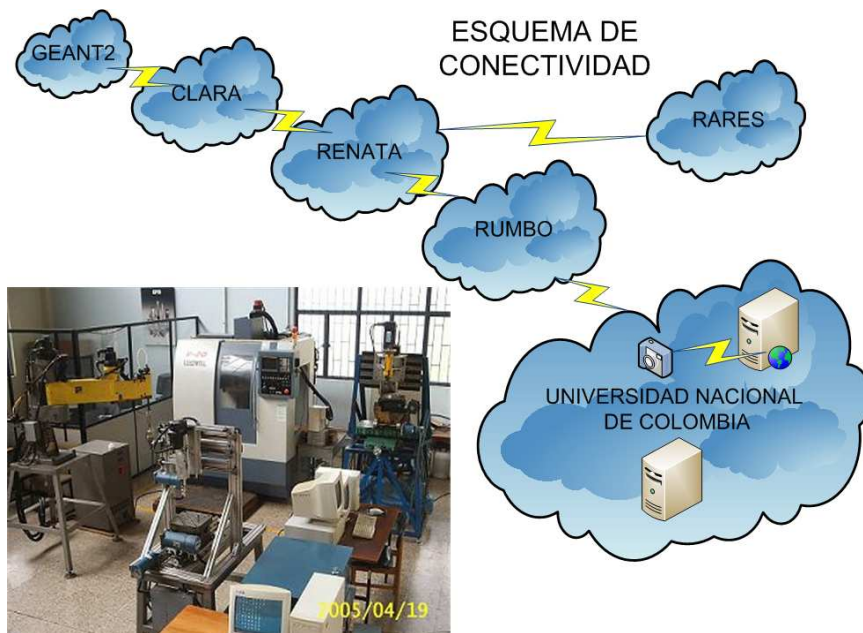 ESQUEMA DE
CONECTIVIDAD
GEANT2
CLARA
RENATA
RARES
RUMBO
UNIVERSIDAD NACIONAL
DE COLOMBIA
2005/04/19